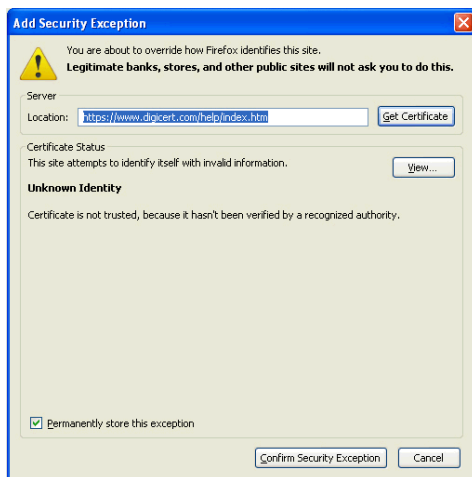 Add Security Exception
You are about to override how Firefox identifies this site.
Legitimate banks, stores, and other public sites will not ask you to do this.
Server
Location: https://www.digicert.com/help/index.htm Get Certificate
Certificate Status
This site attempts to identify itself with invalid information.
View...
Unknown Identity
Certificate is not trusted, because it hasn't been verified by a recognized authority.
Permanently store this exception
Confirm Security Exception Cancel